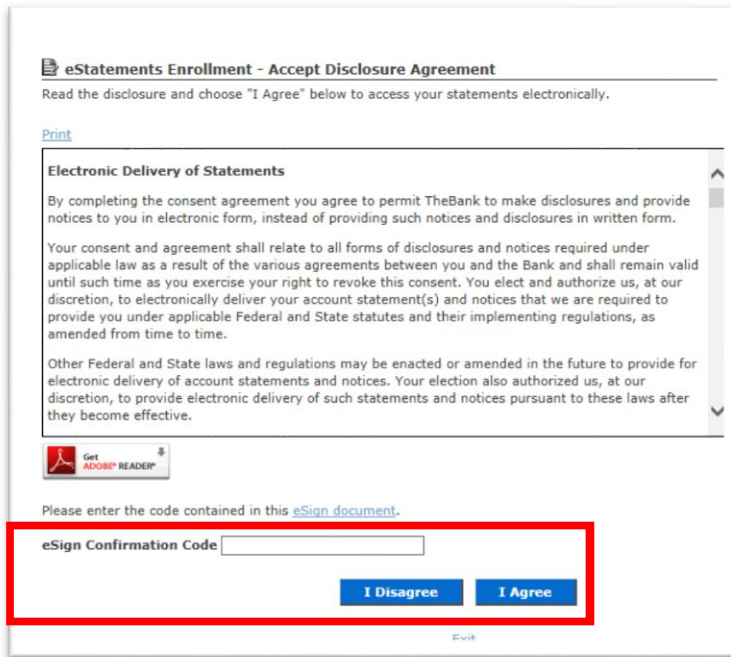 eStatements Enrollment - Accept Disclosure Agreement
Read the disclosure and choose "I Agree" below to access your statements electronically.
Print
Electronic Delivery of Statements
By completing the consent agreement you agree to permit TheBank to make disclosures and provide
notices to you in electronic form, instead of providing such notices and disclosures in written form.
Your consent and agreement shall relate to all forms of disclosures and notices required under
applicable law as a result of the various agreements between you and the Bank and shall remain valid
until such time as you exercise your right to revoke this consent. You elect and authorize us, at our
discretion, to electronically deliver your account statement(s) and notices that we are required to
provide you under applicable Federal and State statutes and their implementing regulations, as
amended from time to time.
Other Federal and State laws and regulations may be enacted or amended in the future to provide for
electronic delivery of account statements and notices. Your election also authorized us, at our
discretion, to provide electronic delivery of such statements and notices pursuant to these laws after
they become effective.
Get
ADOBE® READER®
Please enter the code contained in this eSign document.
eSign Confirmation Code
I Disagree I Agree
Exit